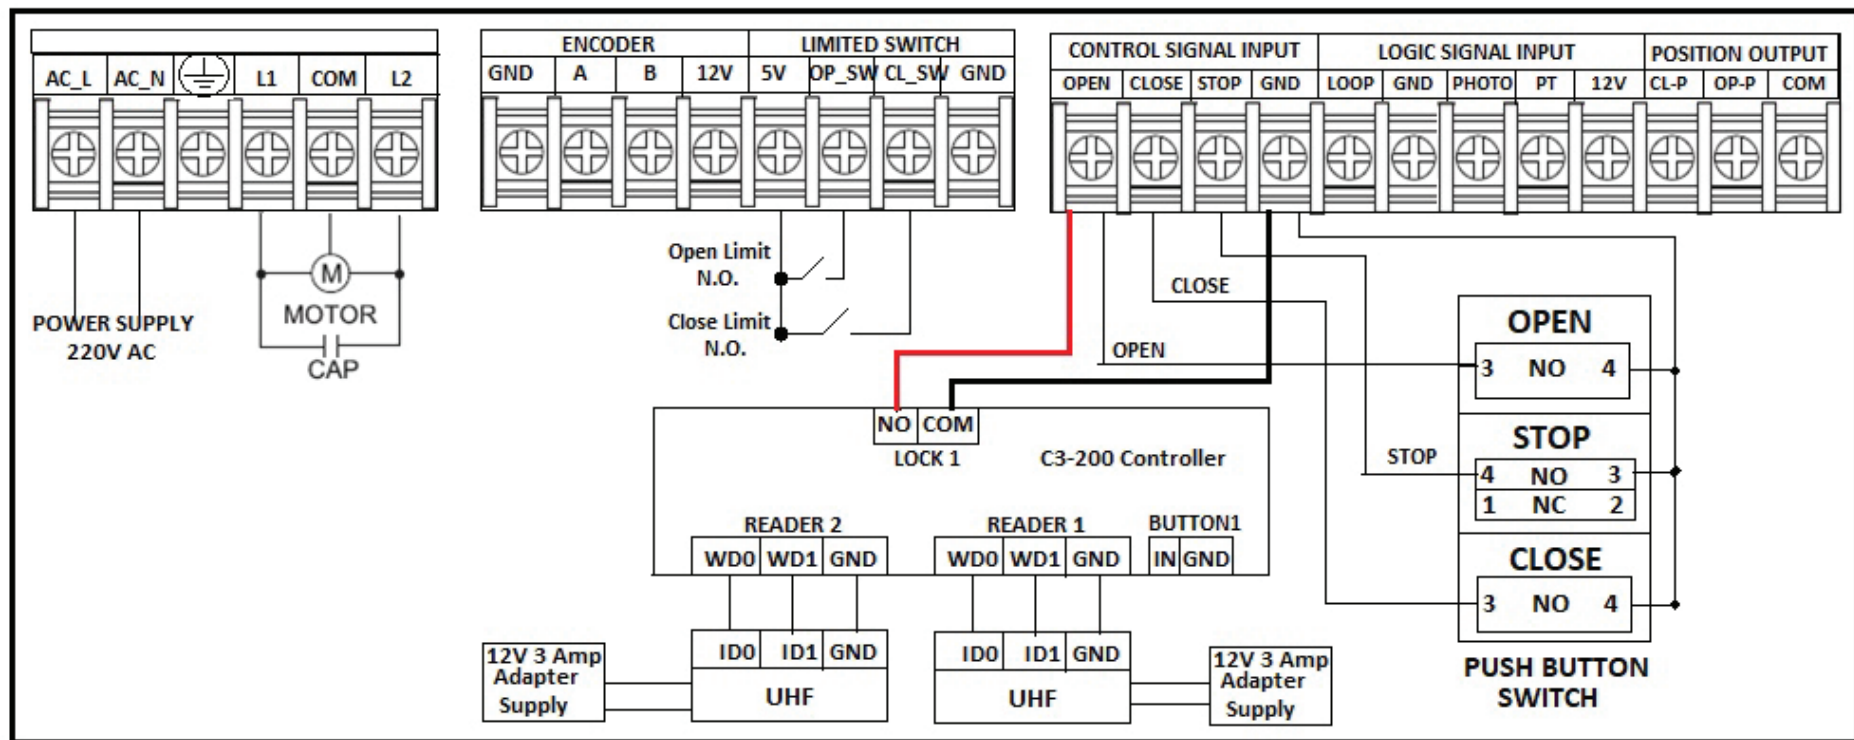 ENCODER LIMITED SWITCH
CONTROL SIGNAL INPUT LOGIC SIGNAL INPUT POSITION OUTPUT
AC_L AC_N L1 COM L2
GND A B 12V 5V OP_SW CL_SW GND
OPEN CLOSE STOP GND LOOP GND PHOTO PT 12V CL-P OP-P COM
Open Limit
N.O.
Close Limit
N.O.
M
MOTOR
CAP
POWER SUPPLY
220V AC
CLOSE
OPEN
STOP
OPEN
3 NO 4
STOP
4 NO 3
1 NC 2
CLOSE
3 NO 4
PUSH BUTTON
SWITCH
NO COM
LOCK 1
C3-200 Controller
READER 2
WD0 WD1 GND
READER 1
WD0 WD1 GND
BUTTON1
IN GND
12V 3 Amp
Adapter
Supply
ID0 ID1 GND
UHF
ID0 ID1 GND
UHF
12V 3 Amp
Adapter
Supply